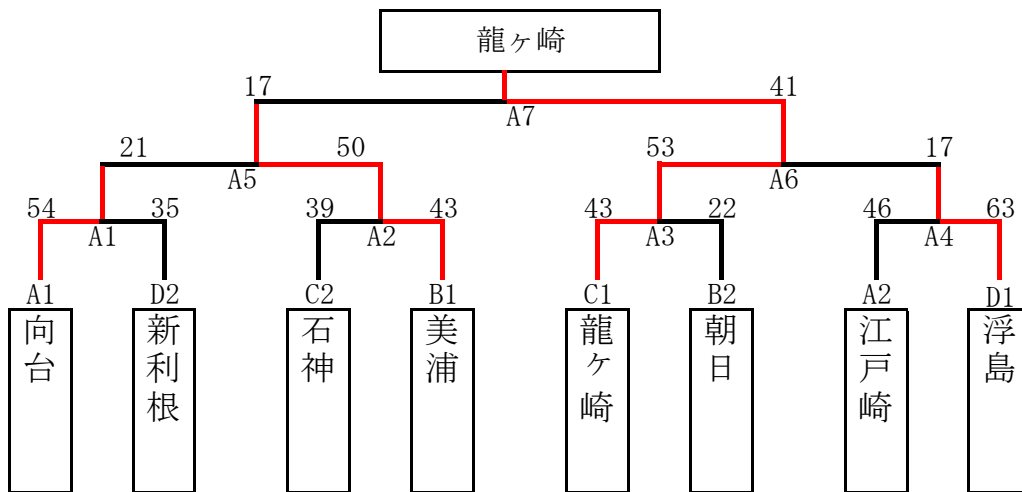 龍ヶ崎
17 41
A7
21 50 53 17
A5 A6
54 35 39 43 43 22 46 63
A1 A2 A3 A4
A1 D2 C2 B1 C1 B2 A2 D1
向台
新利根
石神
美浦
龍ケ崎
朝日
江戸崎
浮島